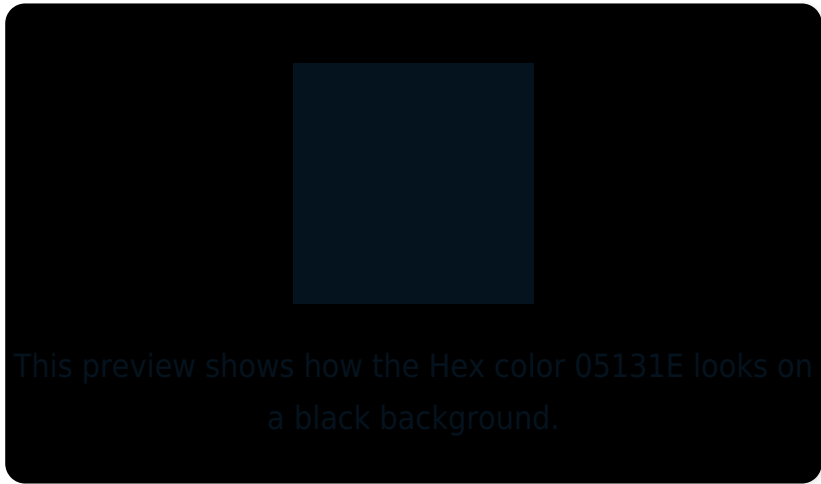 This preview shows how the Hex color 05131E looks on
a black background.